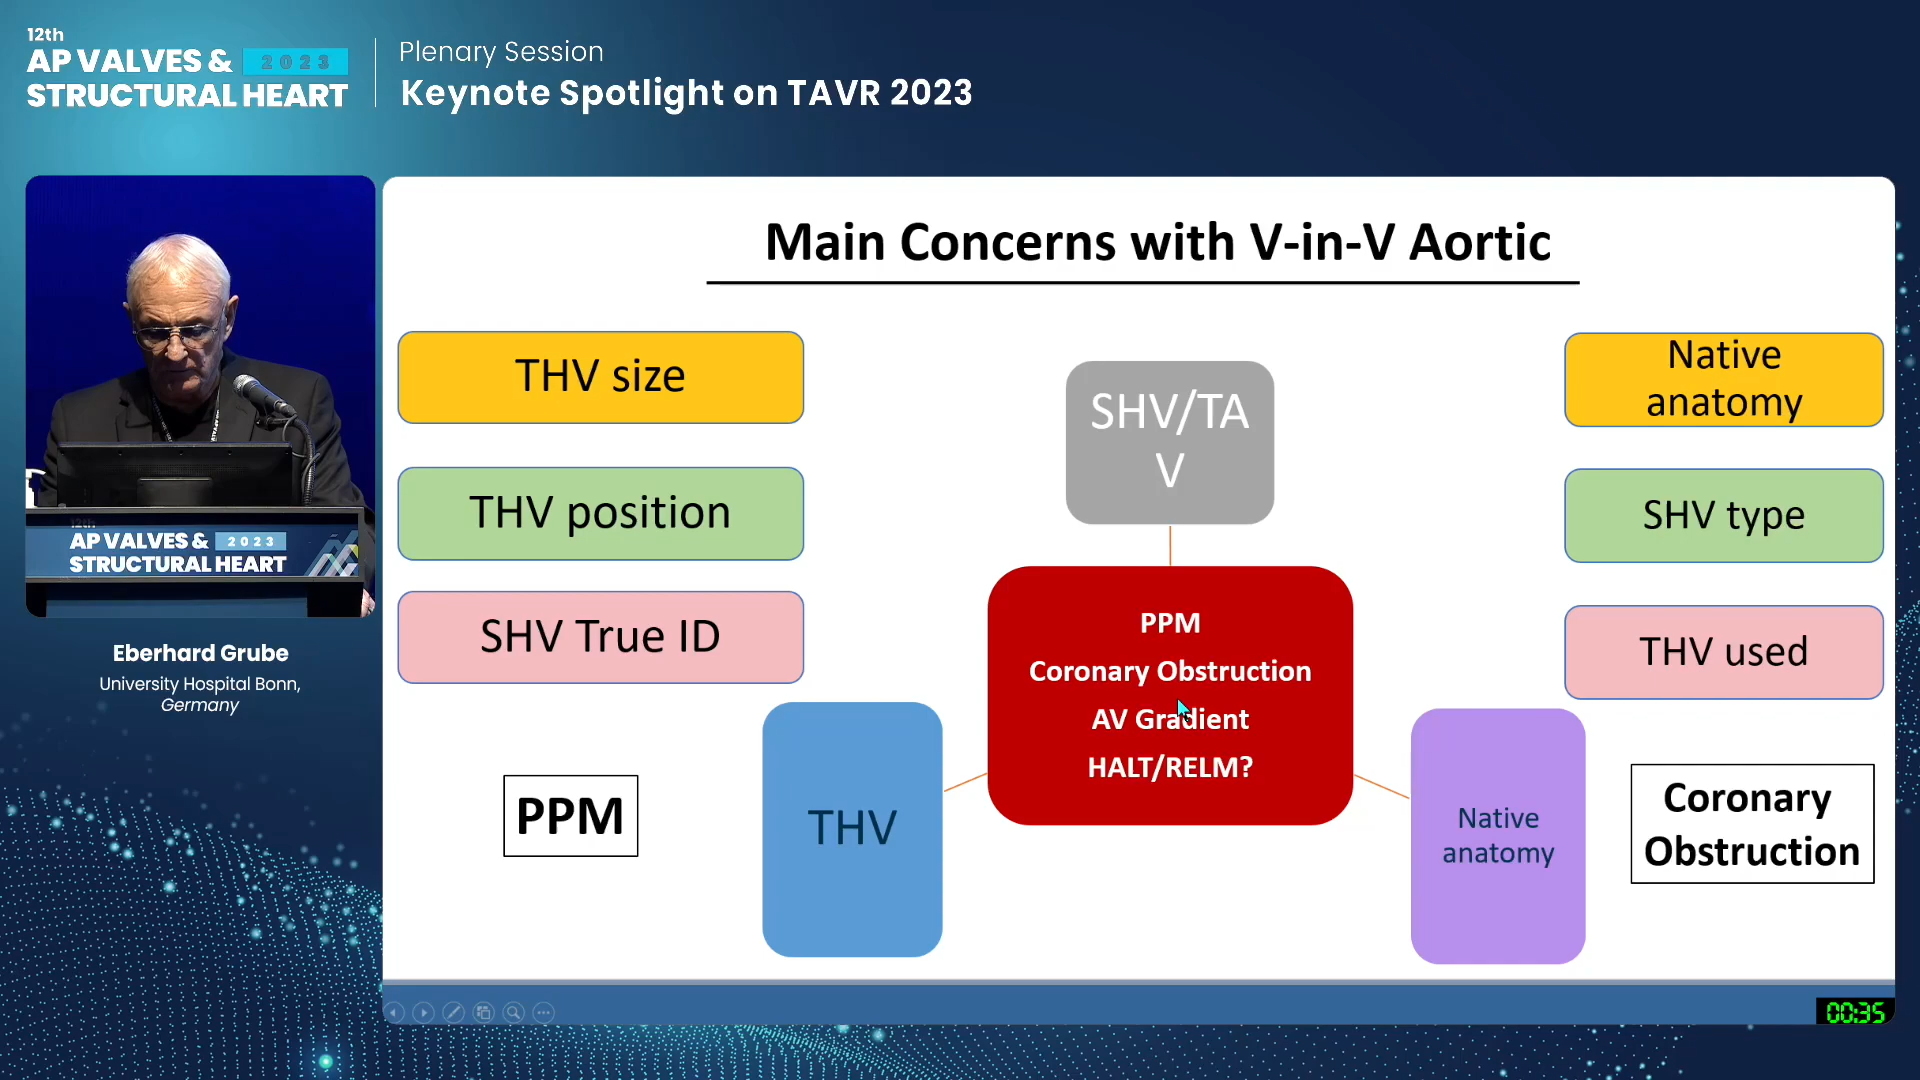 12th
AP VALVES & 2023
STRUCTURAL HEART
Plenary Session
Keynote Spotlight on TAVR 2023
12th
AP VALVES & 2023
STRUCTURAL HEART
Eberhard Grube
University Hospital Bonn,
Germany
Main Concerns with V-in-V Aortic
THV size
THV position
SHV True ID
PPM
SHV/TA
V
PPM
Coronary Obstruction
AV Gradient
HALT/RELM?
THV
Native
anatomy
Native
anatomy
SHV type
THV used
Coronary
Obstruction
00:35